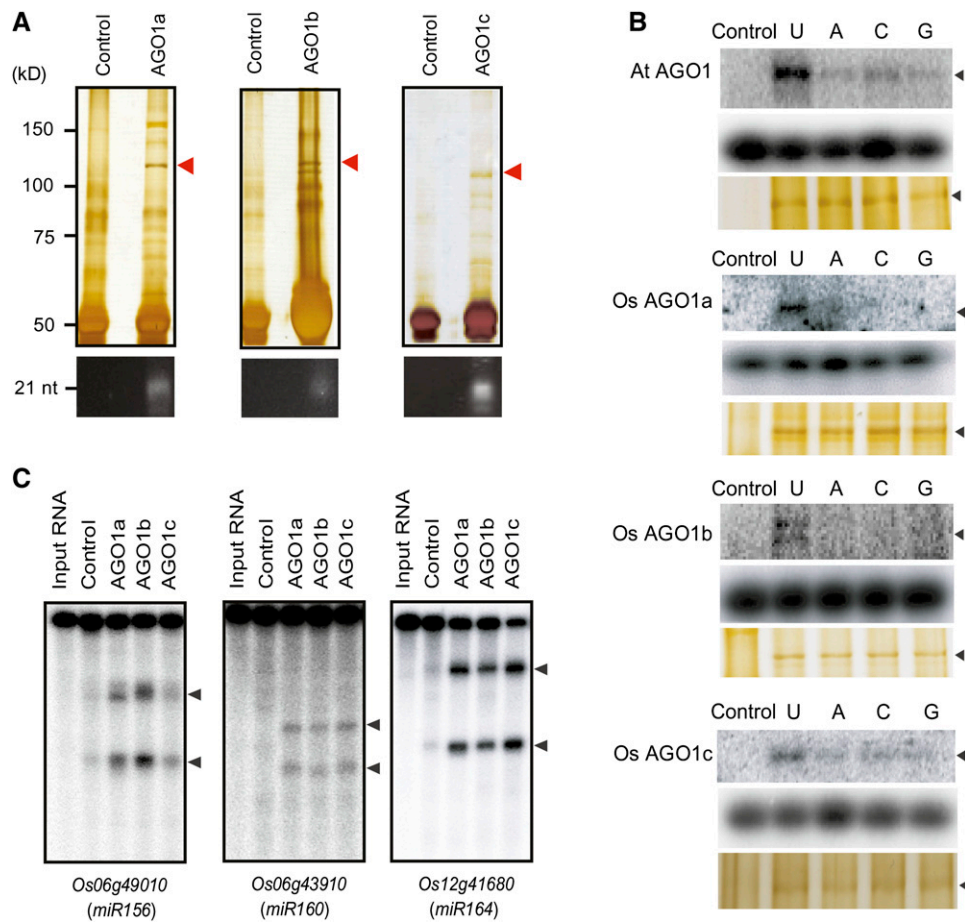 A
Control
AGO1a
Control
AGO1b
Control
AGO1c
(kD)
150
100
75
50
21 nt
B
Control U A C G
At AGO1
Control U A C G
Os AGO1a
Control U A C G
Os AGO1b
Control U A C G
Os AGO1c
C
Input RNA
Control
AGO1a
AGO1b
AGO1c
Input RNA
Control
AGO1a
AGO1b
AGO1c
Input RNA
Control
AGO1a
AGO1b
AGO1c
Os06g49010
(miR156)
Os06g43910
(miR160)
Os12g41680
(miR164)